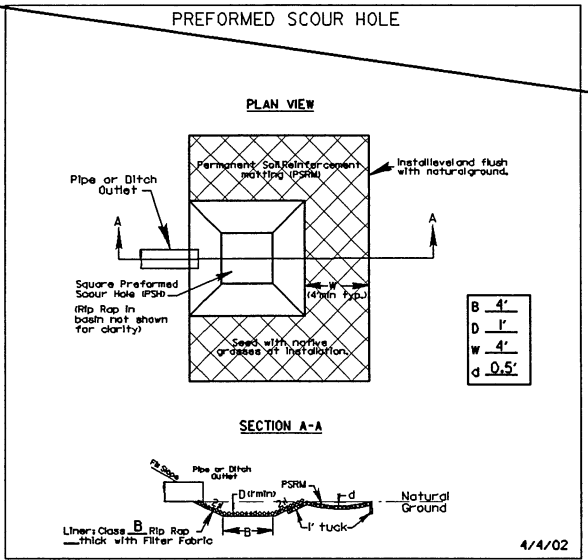 PREFORMED SCOUR HOLE
PLAN VIEW
Permanent Soil Reinforcement
matting (PSRM)
Install level and flush
with natural ground.
Pipe or Ditch
Outlet
A
A
Square Preformed
Scour Hole (PSH)
(Rip Rap in
basin not shown
for clarity)
W
(4'min typ.)
Seed with native
grasses at installation.
B 4'
D 1'
W 4'
d 0.5'
SECTION A-A
Fill Slope
Pipe or Ditch
Outlet
D (1'min)
PSRM
d
Natural
Ground
B
1' tuck
Liner: Class B Rip Rap
thick with Filter Fabric
4/4/02